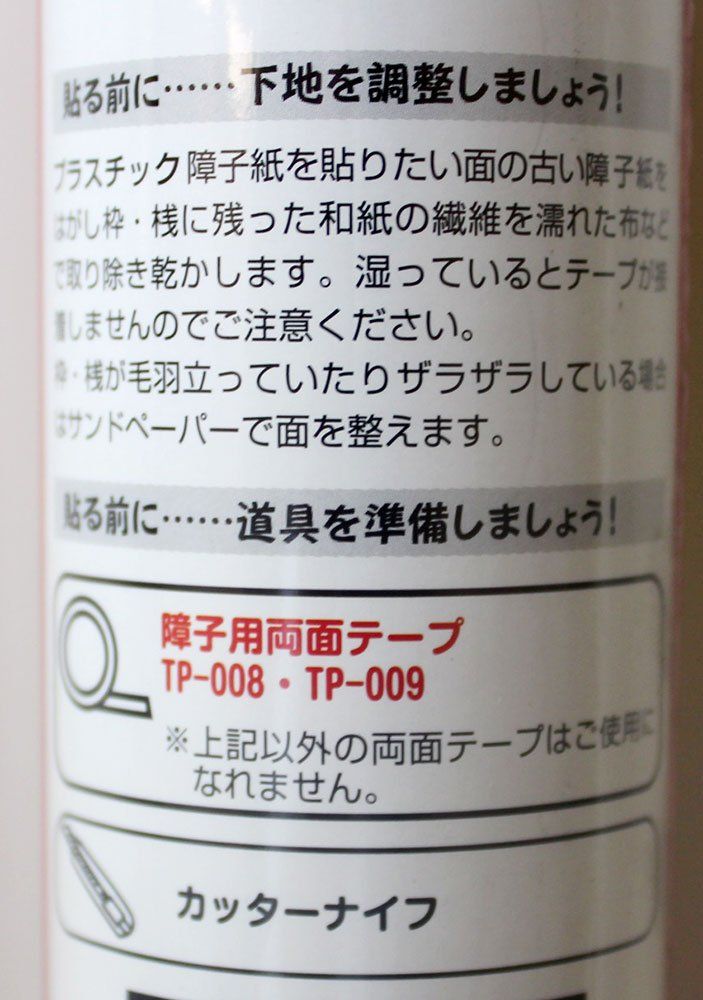 貼る前に……下地を調整しましょう!
プラスチック障子紙を貼りたい面の古い障子紙を
はがし枠・桟に残った和紙の繊維を濡れた布など
で取り除き乾かします。湿っているとテープが接
着しませんのでご注意ください。
枠・桟が毛羽立っていたりザラザラしている場合
はサンドペーパーで面を整えます。
貼る前に……道具を準備しましょう!
障子用両面テープ
TP-008・TP-009
※上記以外の両面テープはご使用に
なれません。
カッターナイフ